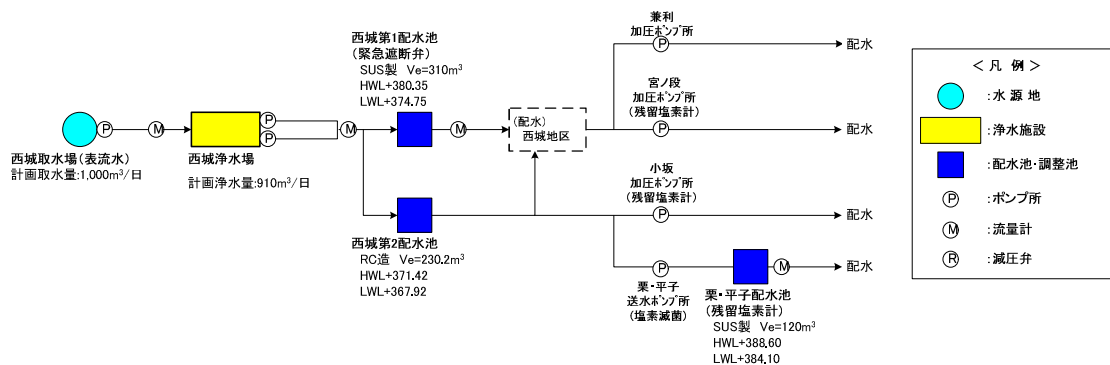 西城取水場(表流水)
計画取水量:1,000m³/日
P
M
西城浄水場
計画浄水量:910m³/日
P
P
M
西城第1配水池
(緊急遮断弁)
SUS製 Ve=310m³
HWL+380.35
LWL+374.75
M
西城第2配水池
RC造 Ve=230.2m³
HWL+371.42
LWL+367.92
(配水)
西城地区
兼利
加圧ポンプ所
P
配水
宮ノ段
加圧ポンプ所
(残留塩素計)
P
配水
小坂
加圧ポンプ所
(残留塩素計)
P
配水
P
栗・平子
送水ポンプ所
(塩素滅菌)
M
配水
栗・平子配水池
(残留塩素計)
SUS製 Ve=120m³
HWL+388.60
LWL+384.10
<凡例>
:水源地
:浄水施設
:配水池・調整池
P :ポンプ所
M :流量計
R :減圧弁